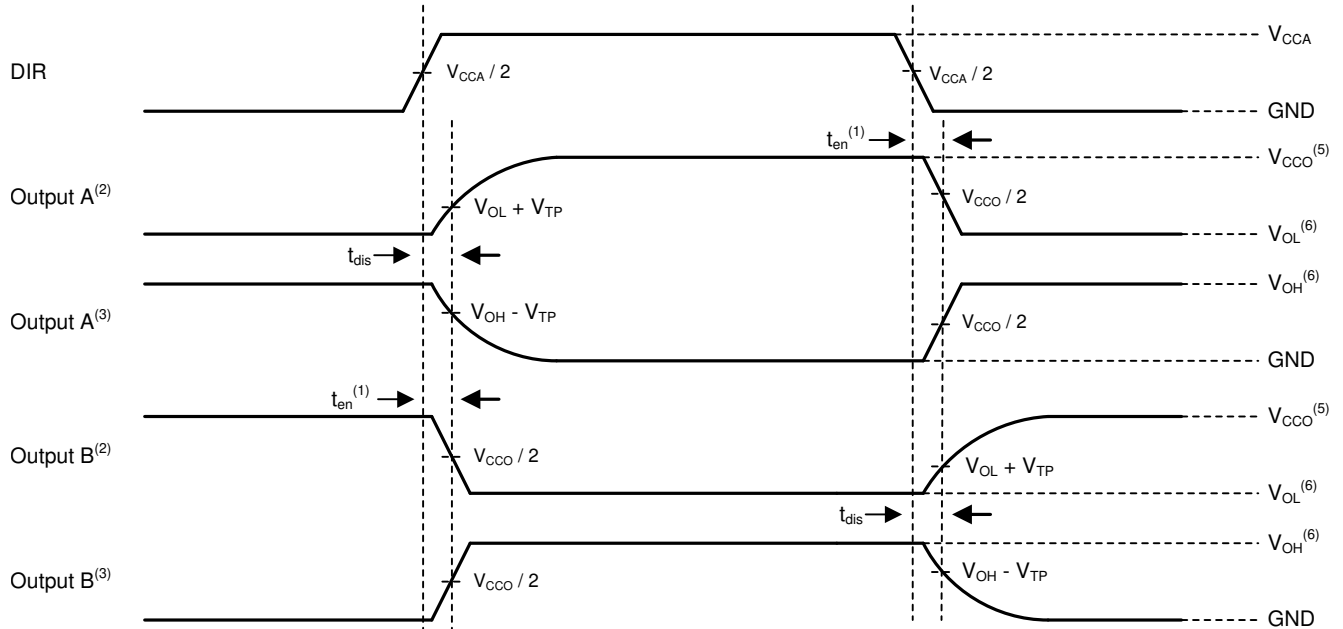 V_CCA
DIR
V_CCA / 2
V_CCA / 2
GND
t_en^(1)
V_CCO^(5)
Output A^(2)
V_OL + V_TP
V_CCO / 2
V_OL^(6)
t_dis
V_OH^(6)
Output A^(3)
V_OH - V_TP
V_CCO / 2
GND
t_en^(1)
V_CCO^(5)
Output B^(2)
V_CCO / 2
V_OL + V_TP
V_OL^(6)
t_dis
V_OH^(6)
Output B^(3)
V_CCO / 2
V_OH - V_TP
GND